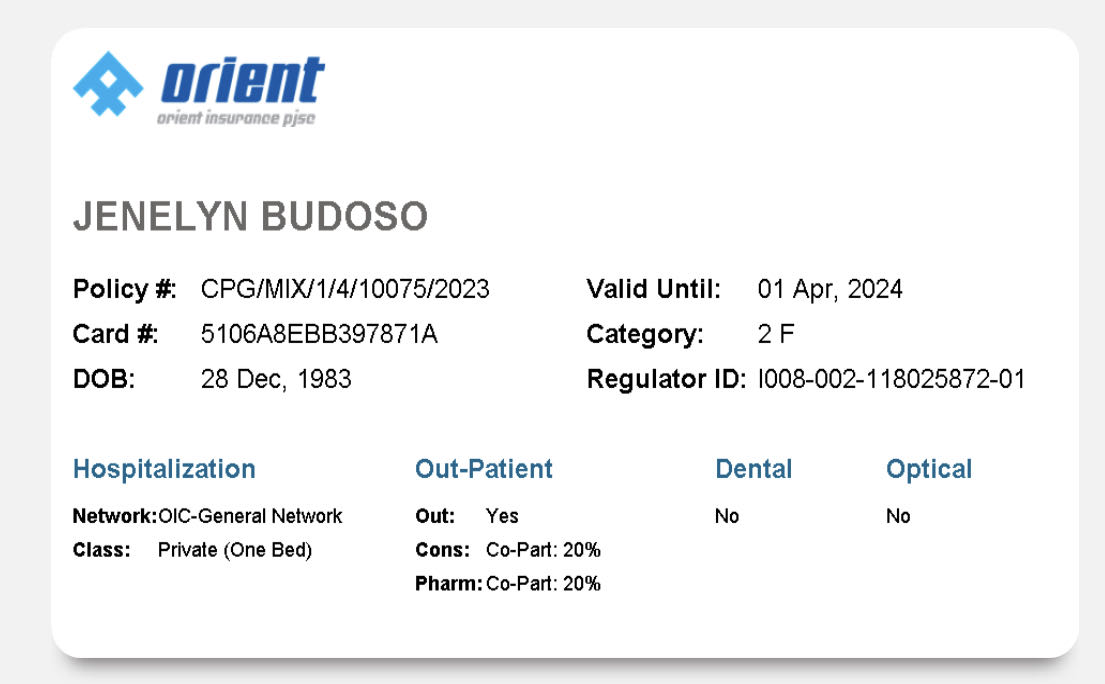 orient
orient insurance pjsc
JENELYN BUDOSO
Policy #: CPG/MIX/1/4/10075/2023 Valid Until: 01 Apr, 2024
Card #: 5106A8EBB397871A Category: 2 F
DOB: 28 Dec, 1983 Regulator ID: I008-002-118025872-01
Hospitalization Out-Patient Dental Optical
Network: OIC-General Network Out: Yes No No
Class: Private (One Bed) Cons: Co-Part: 20%
Pharm: Co-Part: 20%